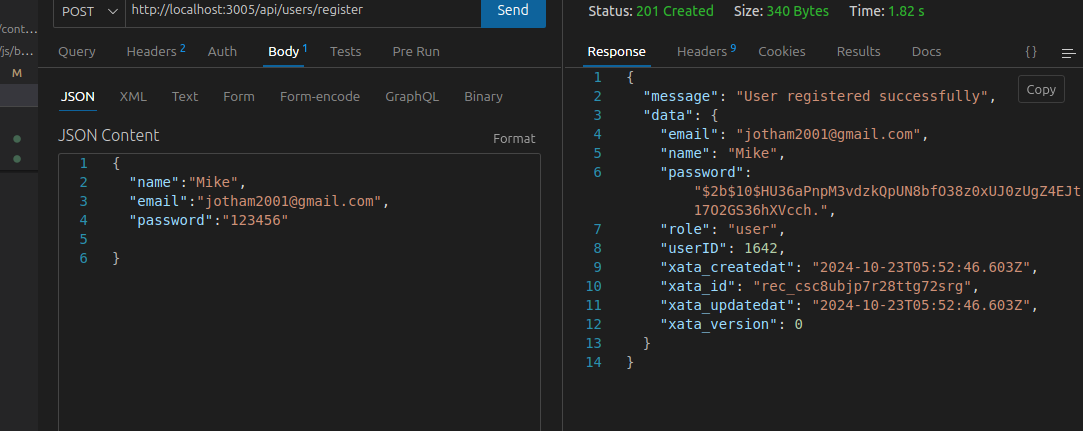 /cont...
/js/b...
M
POST
http://localhost:3005/api/users/register
Send
Query
Headers 2
Auth
Body 1
Tests
Pre Run
JSON
XML
Text
Form
Form-encode
GraphQL
Binary
JSON Content
Format
1 {
2 "name":"Mike",
3 "email":"jotham2001@gmail.com",
4 "password":"123456"
5
6 }
Status: 201 Created Size: 340 Bytes Time: 1.82 s
Response
Headers 9
Cookies
Results
Docs
{ }
Copy
1 {
2 "message": "User registered successfully",
3 "data": {
4 "email": "jotham2001@gmail.com",
5 "name": "Mike",
6 "password":
"$2b$10$HU36aPnpM3vdzkQpUN8bfO38z0xUJ0zUgZ4EJt
17O2GS36hXVcch.",
7 "role": "user",
8 "userID": 1642,
9 "xata_createdat": "2024-10-23T05:52:46.603Z",
10 "xata_id": "rec_csc8ubjp7r28ttg72srg",
11 "xata_updatedat": "2024-10-23T05:52:46.603Z",
12 "xata_version": 0
13 }
14 }